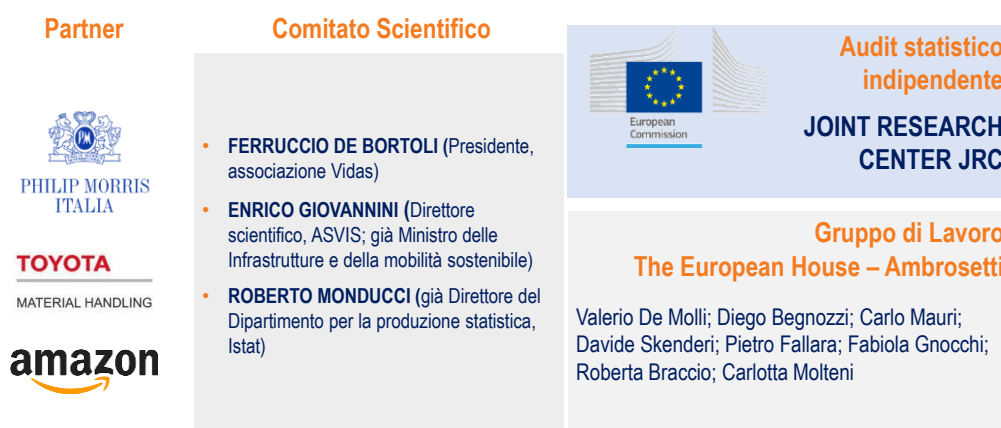 Partner
PM
PHILIP MORRIS
ITALIA
TOYOTA
MATERIAL HANDLING
amazon
Comitato Scientifico
• FERRUCCIO DE BORTOLI (Presidente,
associazione Vidas)
• ENRICO GIOVANNINI (Direttore
scientifico, ASVIS; già Ministro delle
Infrastrutture e della mobilità sostenibile)
• ROBERTO MONDUCCI (già Direttore del
Dipartimento per la produzione statistica,
Istat)
European
Commission
Audit statistico
indipendente
JOINT RESEARCH
CENTER JRC
Gruppo di Lavoro
The European House – Ambrosetti
Valerio De Molli; Diego Begnozzi; Carlo Mauri;
Davide Skenderi; Pietro Fallara; Fabiola Gnocchi;
Roberta Braccio; Carlotta Molteni